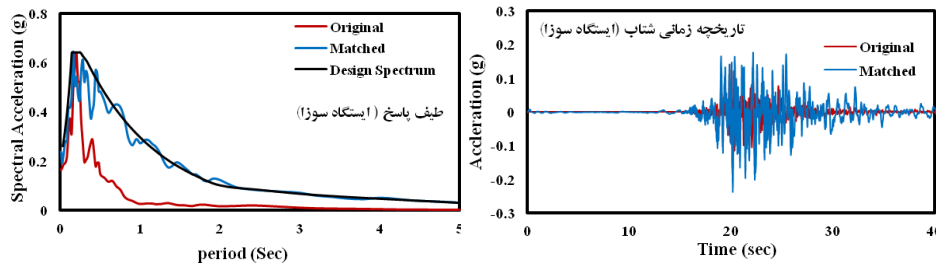 Spectral Acceleration (g)
0.8
0.6
0.4
0.2
0
Original
Matched
Design Spectrum
طیف پاسخ ( ایستگاه سوزا)
0 1 2 3 4 5
period (Sec)
Accleration (g)
0.3
0.2
0.1
0
-0.1
-0.2
-0.3
تاریخچه زمانی شتاب (ایستگاه سوزا)
Original
Matched
0 10 20 30 40
Time (sec)